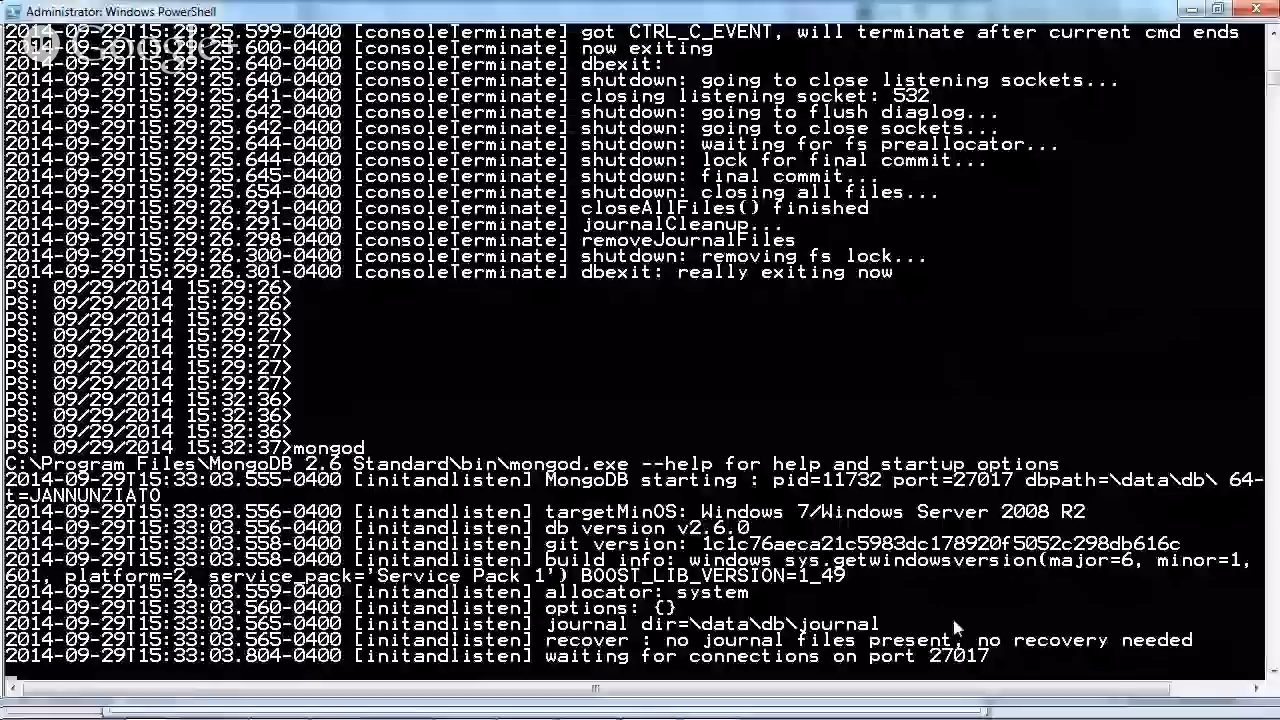 Administrator: Windows PowerShell
2014-09-29T15:29:25.599-0400 [consoleTerminate] got CTRL_C_EVENT, will terminate after current cmd ends
Google+
2014-09-29T15:29:25.600-0400 [consoleTerminate] now exiting
2014-09-29T15:29:25.640-0400 [consoleTerminate] dbexit:
2014-09-29T15:29:25.640-0400 [consoleTerminate] shutdown: going to close listening sockets...
2014-09-29T15:29:25.641-0400 [consoleTerminate] closing listening socket: 532
2014-09-29T15:29:25.642-0400 [consoleTerminate] shutdown: going to flush diaglog...
2014-09-29T15:29:25.642-0400 [consoleTerminate] shutdown: going to close sockets...
2014-09-29T15:29:25.644-0400 [consoleTerminate] shutdown: waiting for fs preallocator...
2014-09-29T15:29:25.644-0400 [consoleTerminate] shutdown: lock for final commit...
2014-09-29T15:29:25.645-0400 [consoleTerminate] shutdown: final commit...
2014-09-29T15:29:25.654-0400 [consoleTerminate] shutdown: closing all files...
2014-09-29T15:29:26.291-0400 [consoleTerminate] closeAllFiles() finished
2014-09-29T15:29:26.291-0400 [consoleTerminate] journalCleanup...
2014-09-29T15:29:26.298-0400 [consoleTerminate] removeJournalFiles
2014-09-29T15:29:26.300-0400 [consoleTerminate] shutdown: removing fs lock...
2014-09-29T15:29:26.301-0400 [consoleTerminate] dbexit: really exiting now
PS: 09/29/2014 15:29:26>
PS: 09/29/2014 15:29:26>
PS: 09/29/2014 15:29:26>
PS: 09/29/2014 15:29:27>
PS: 09/29/2014 15:29:27>
PS: 09/29/2014 15:29:27>
PS: 09/29/2014 15:29:27>
PS: 09/29/2014 15:32:36>
PS: 09/29/2014 15:32:36>
PS: 09/29/2014 15:32:36>
PS: 09/29/2014 15:32:37>mongod
C:\Program Files\MongoDB 2.6 Standard\bin\mongod.exe --help for help and startup options
2014-09-29T15:33:03.555-0400 [initandlisten] MongoDB starting : pid=11732 port=27017 dbpath=\data\db\ 64-
t=JANNUNZIATO
2014-09-29T15:33:03.556-0400 [initandlisten] targetMinOS: Windows 7/Windows Server 2008 R2
2014-09-29T15:33:03.556-0400 [initandlisten] db version v2.6.0
2014-09-29T15:33:03.558-0400 [initandlisten] git version: 1c1c76aeca21c5983dc178920f5052c298db616c
2014-09-29T15:33:03.558-0400 [initandlisten] build info: windows sys.getwindowsversion(major=6, minor=1,
601, platform=2, service_pack='Service Pack 1') BOOST_LIB_VERSION=1_49
2014-09-29T15:33:03.559-0400 [initandlisten] allocator: system
2014-09-29T15:33:03.560-0400 [initandlisten] options: {}
2014-09-29T15:33:03.565-0400 [initandlisten] journal dir=\data\db\journal
2014-09-29T15:33:03.565-0400 [initandlisten] recover : no journal files present, no recovery needed
2014-09-29T15:33:03.804-0400 [initandlisten] waiting for connections on port 27017